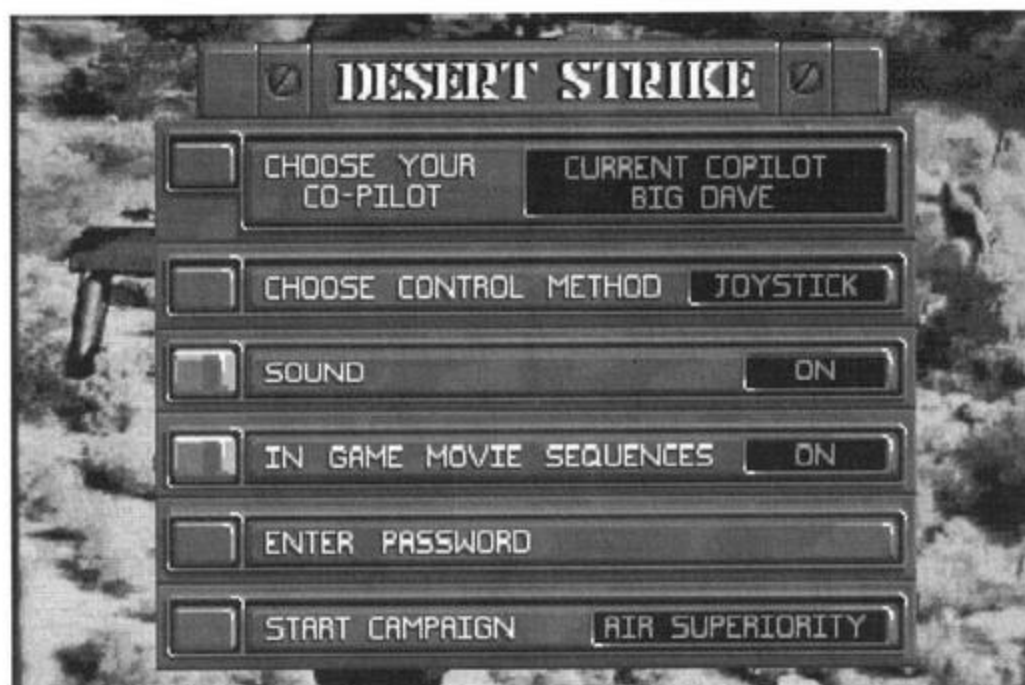 DESERT STRIKE
CHOOSE YOUR
CO-PILOT
CURRENT COPILOT
BIG DAVE
CHOOSE CONTROL METHOD JOYSTICK
SOUND ON
IN GAME MOVIE SEQUENCES ON
ENTER PASSWORD
START CAMPAIGN AIR SUPERIORITY